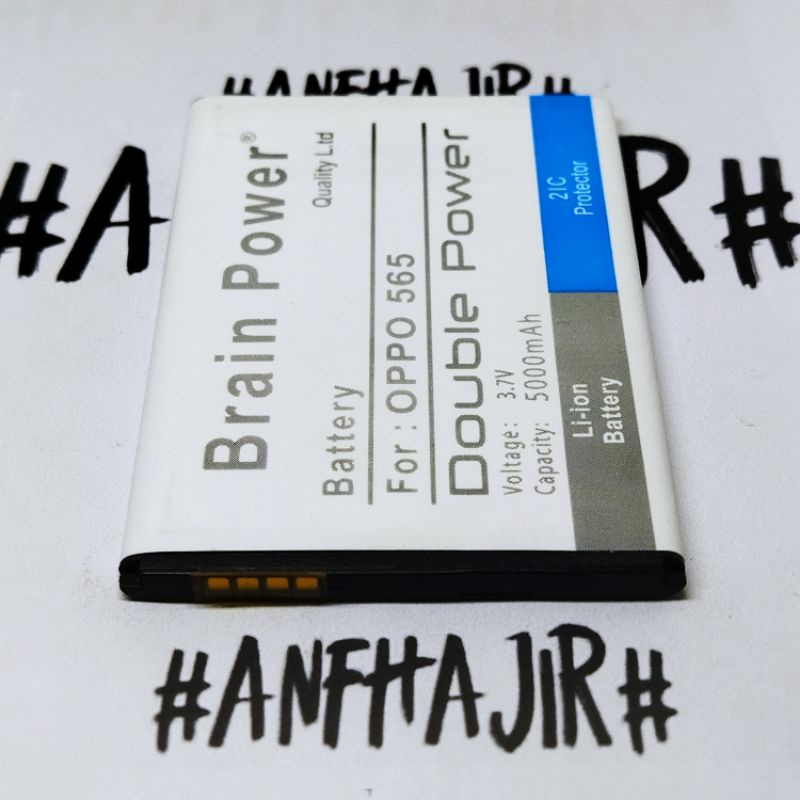 #ANFHAJIR#
#A
JR#
Brain Power®
Quality L.td
Battery
For : OPPO 565
Double Power
Voltage: 3.7V
Capacity: 5000mAh
2IC
Protector
Li-ion
Battery
#ANFHAJIR#